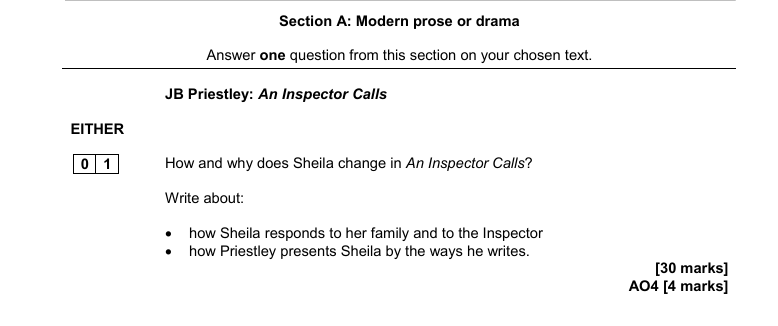 Section A: Modern prose or drama
Answer one question from this section on your chosen text.
JB Priestley: An Inspector Calls
EITHER
0 1 How and why does Sheila change in An Inspector Calls?
Write about:
• how Sheila responds to her family and to the Inspector
• how Priestley presents Sheila by the ways he writes.
[30 marks]
AO4 [4 marks]